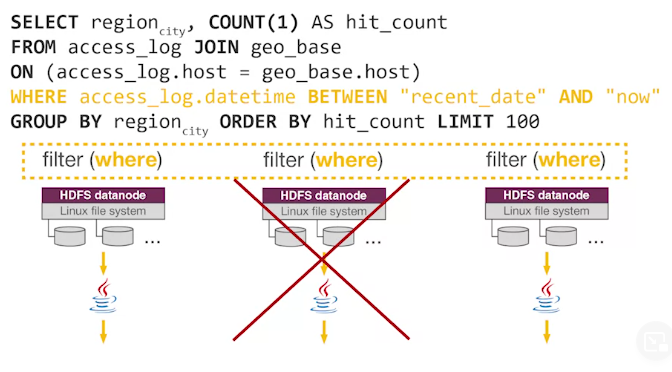 SELECT region city, COUNT(1) AS hit_count
FROM access_log JOIN geo_base
ON (access_log.host = geo_base.host)
WHERE access_log.datetime BETWEEN "recent_date" AND "now"
GROUP BY region city ORDER BY hit_count LIMIT 100
filter (where) filter (where) filter (where)
HDFS datanode HDFS datanode HDFS datanode
Linux file system Linux file system Linux file system
... ... ...